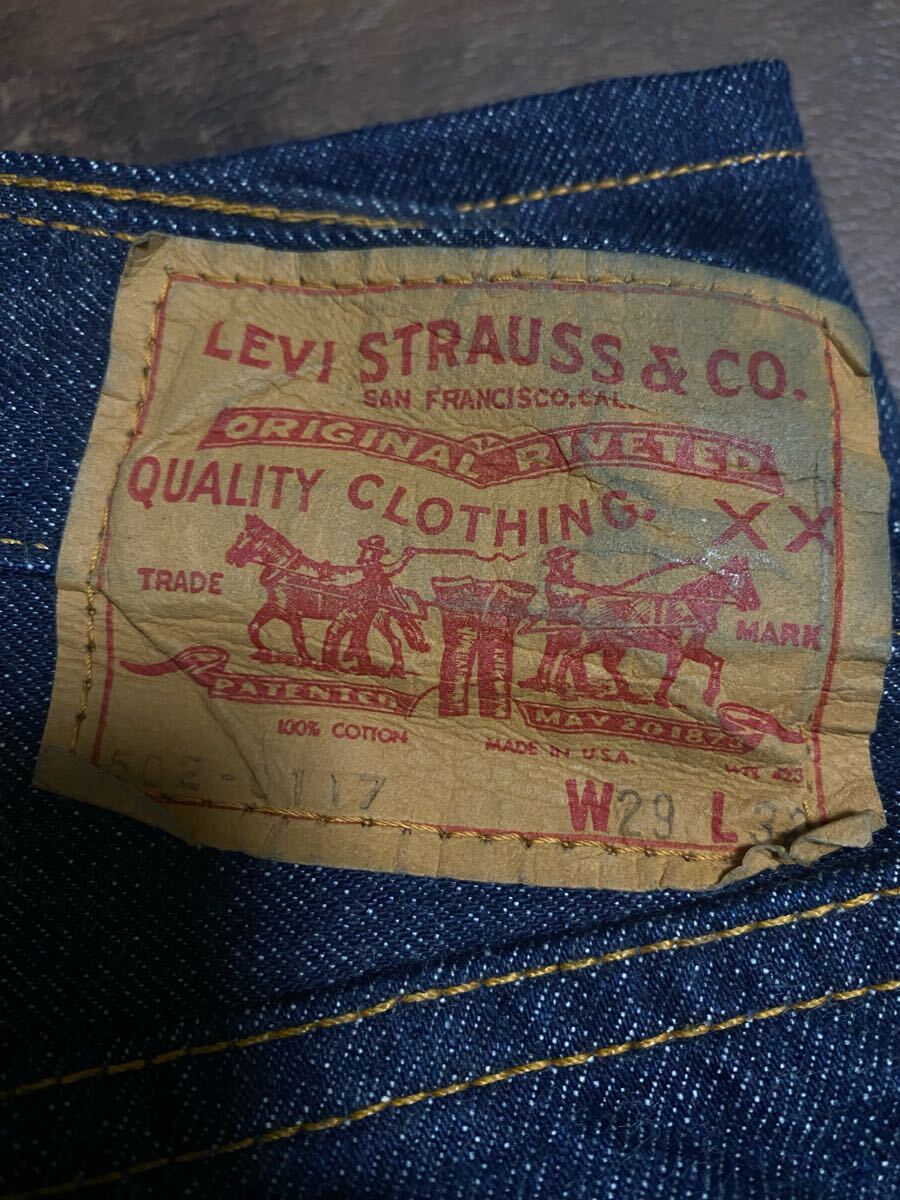 LEVI STRAUSS & CO.
SAN FRANCISCO, CAL.
ORIGINAL RIVETED
QUALITY CLOTHING. XX
TRADE MARK
PATENTED MAY 20 1873
100% COTTON MADE IN U.S.A.
W29 L